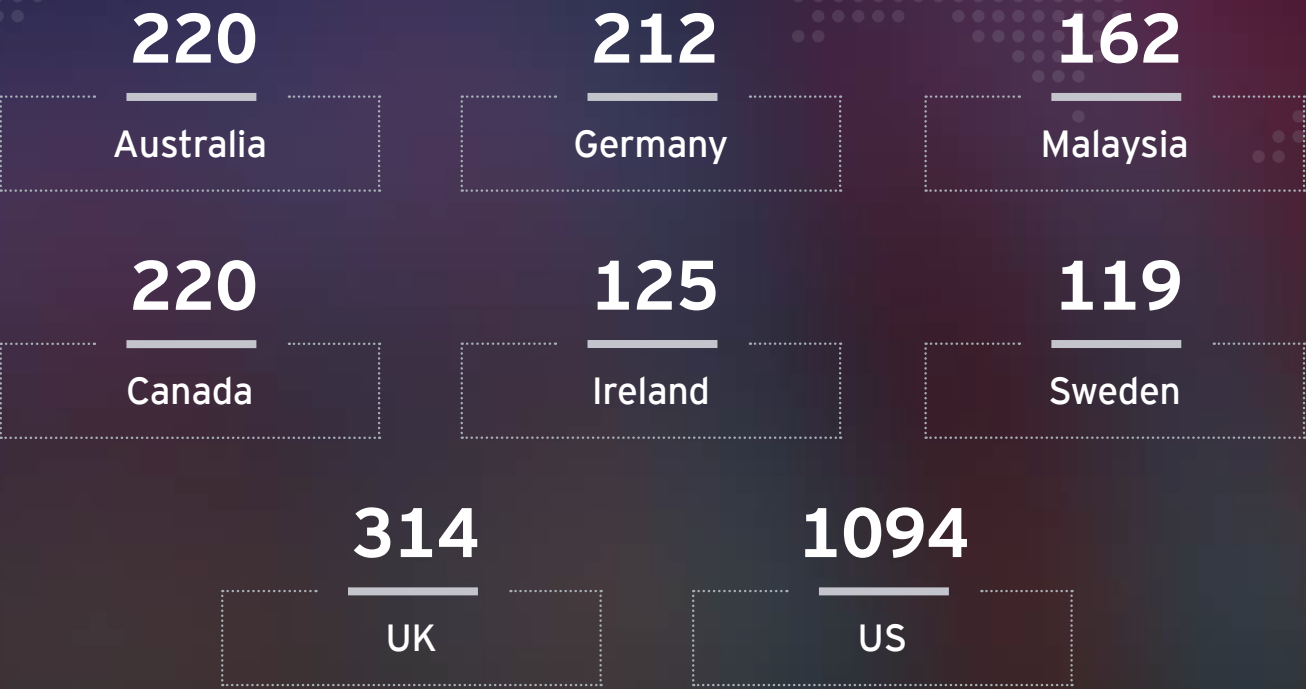 220 212 162
Australia Germany Malaysia
220 125 119
Canada Ireland Sweden
314 1094
UK US